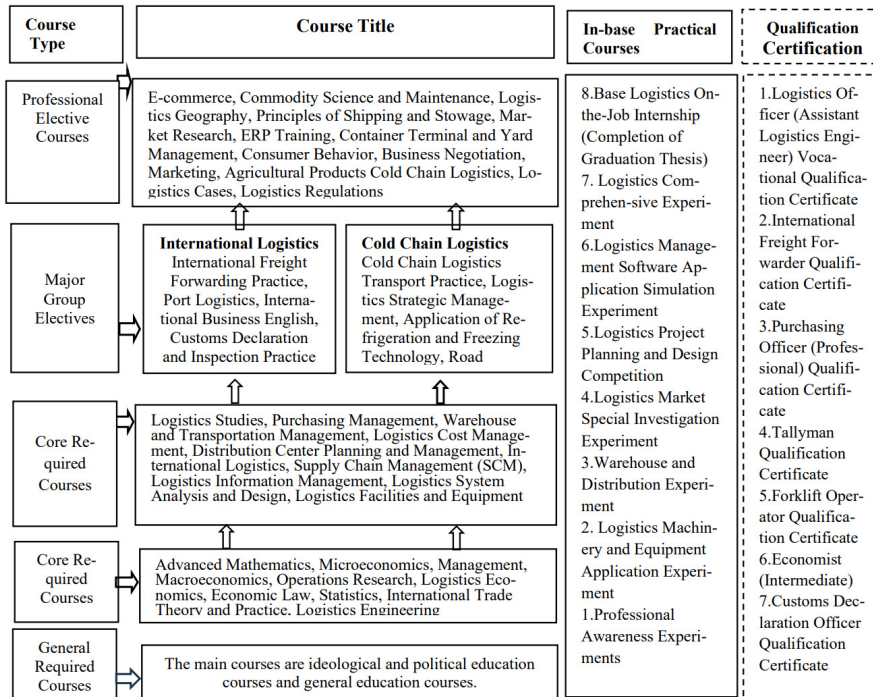 Course
Type
Course Title
In-base Practical
Courses
Qualification
Certification
Professional
Elective
Courses
E-commerce, Commodity Science and Maintenance, Logis-
tics Geography, Principles of Shipping and Stowage, Mar-
ket Research, ERP Training, Container Terminal and Yard
Management, Consumer Behavior, Business Negotiation,
Marketing, Agricultural Products Cold Chain Logistics, Lo-
gistics Cases, Logistics Regulations
Major
Group
Electives
International Logistics
International Freight
Forwarding Practice,
Port Logistics, Interna-
tional Business English,
Customs Declaration
and Inspection Practice
Cold Chain Logistics
Cold Chain Logistics
Transport Practice, Logis-
tics Strategic Manage-
ment, Application of Re-
frigeration and Freezing
Technology, Road
Core Re-
quired
Courses
Logistics Studies, Purchasing Management, Warehouse
and Transportation Management, Logistics Cost Manage-
ment, Distribution Center Planning and Management, In-
ternational Logistics, Supply Chain Management (SCM),
Logistics Information Management, Logistics System
Analysis and Design, Logistics Facilities and Equipment
Core Re-
quired
Courses
Advanced Mathematics, Microeconomics, Management,
Macroeconomics, Operations Research, Logistics Eco-
nomics, Economic Law, Statistics, International Trade
Theory and Practice, Logistics Engineering
General
Required
Courses
The main courses are ideological and political education
courses and general education courses.
8.Base Logistics On-
the-Job Internship
(Completion of
Graduation Thesis)
7. Logistics Com-
prehen-sive Experi-
ment
6.Logistics Manage-
ment Software Ap-
plication Simulation
Experiment
5.Logistics Project
Planning and Design
Competition
4.Logistics Market
Special Investigation
Experiment
3.Warehouse and
Distribution Experi-
ment
2. Logistics Machin-
ery and Equipment
Application Experi-
ment
1.Professional
Awareness Experi-
ments
1.Logistics Of-
ficer (Assistant
Logistics Engi-
neer) Voca-
tional Qualifica-
tion Certificate
2.International
Freight For-
warder Qualifi-
cation Certifi-
cate
3.Purchasing
Officer (Profes-
sional) Qualifi-
cation Certifi-
cate
4.Tallyman
Qualification
Certificate
5.Forklift Oper-
ator Qualifica-
tion Certificate
6.Economist
(Intermediate)
7.Customs Dec-
laration Officer
Qualification
Certificate